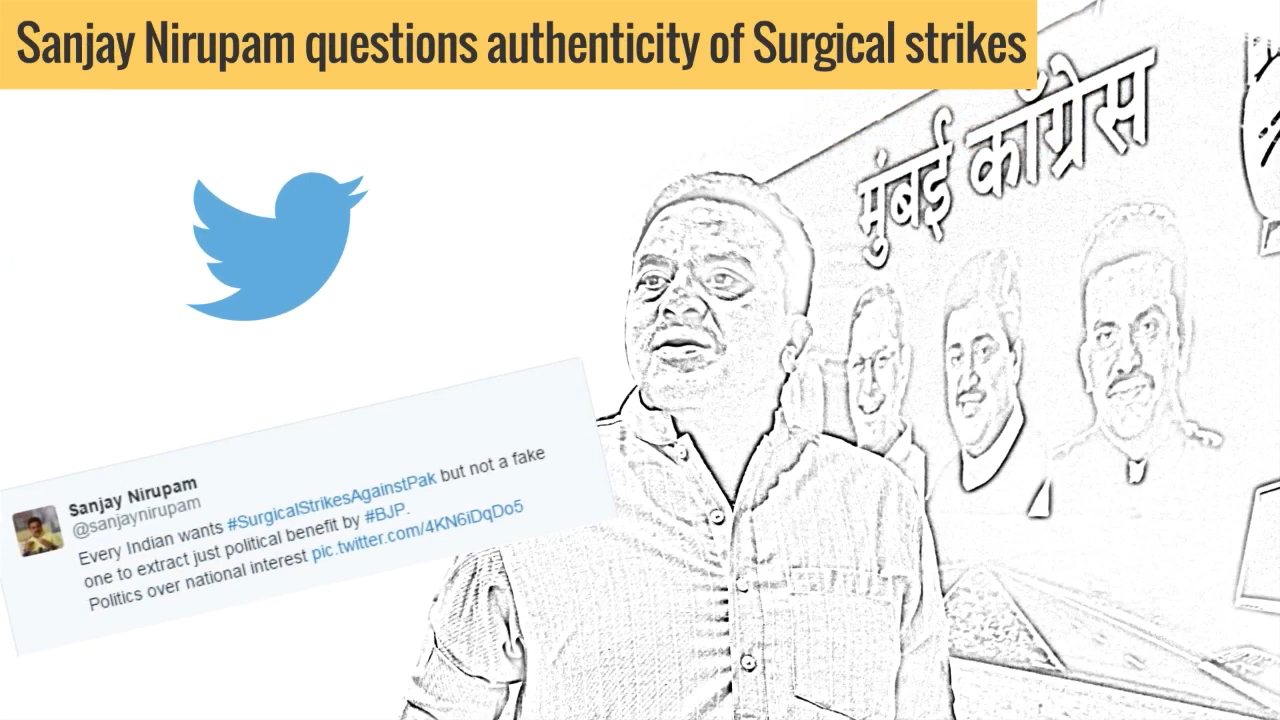 Sanjay Nirupam questions authenticity of Surgical strikes
मुंबई काँग्रेस
Sanjay Nirupam
@sanjaynirupam
Every Indian wants #SurgicalStrikesAgainstPak but not a fake
one to extract just political benefit by #BJP.
Politics over national interest pic.twitter.com/4KN6iDqDo5